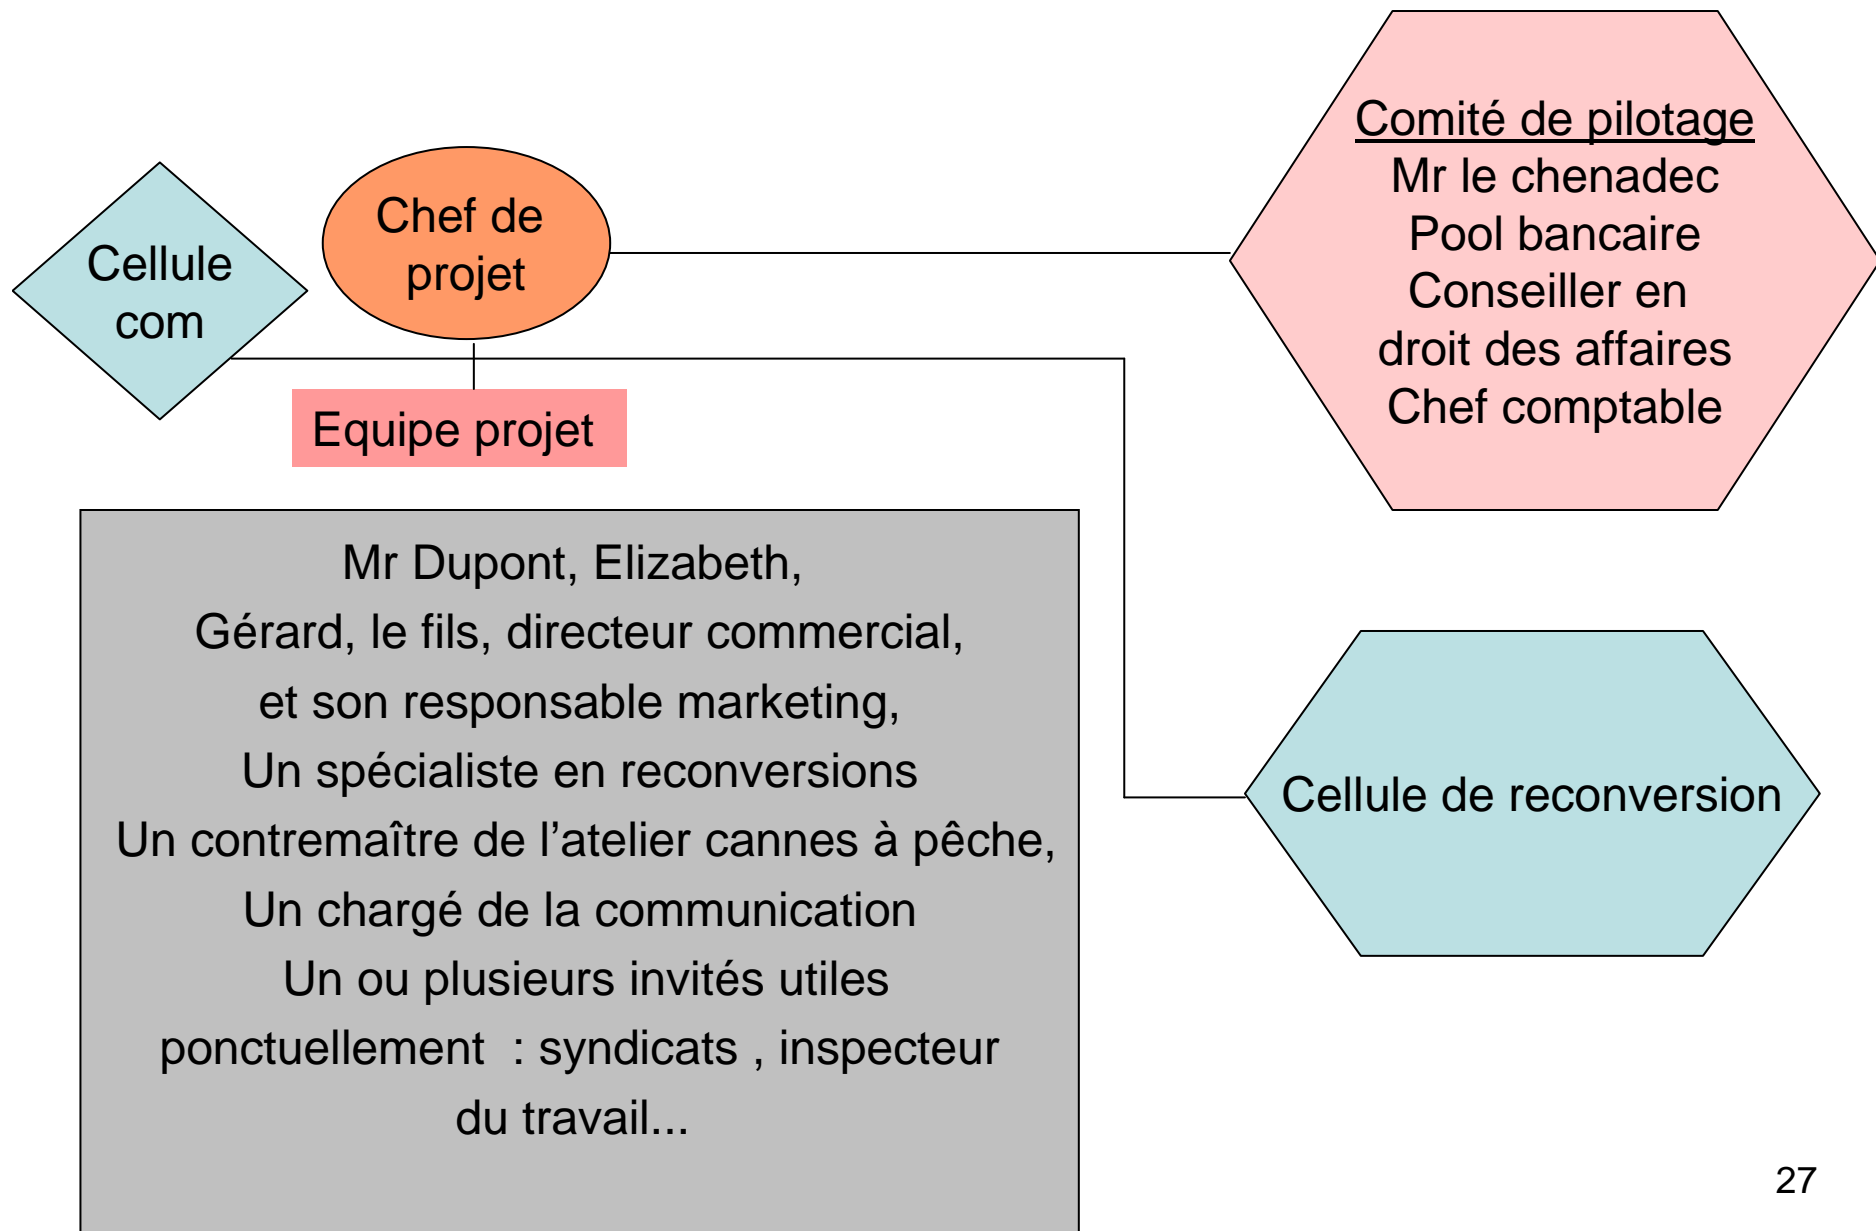 Comité de pilotage
Mr le chenadec
Pool bancaire
Conseiller en
droit des affaires
Chef comptable
Cellule
com
Chef de
projet
Equipe projet
Mr Dupont, Elizabeth,
Gérard, le fils, directeur commercial,
et son responsable marketing,
Un spécialiste en reconversions
Un contremaître de l’atelier cannes à pêche,
Un chargé de la communication
Un ou plusieurs invités utiles
ponctuellement : syndicats , inspecteur
du travail...
Cellule de reconversion
27